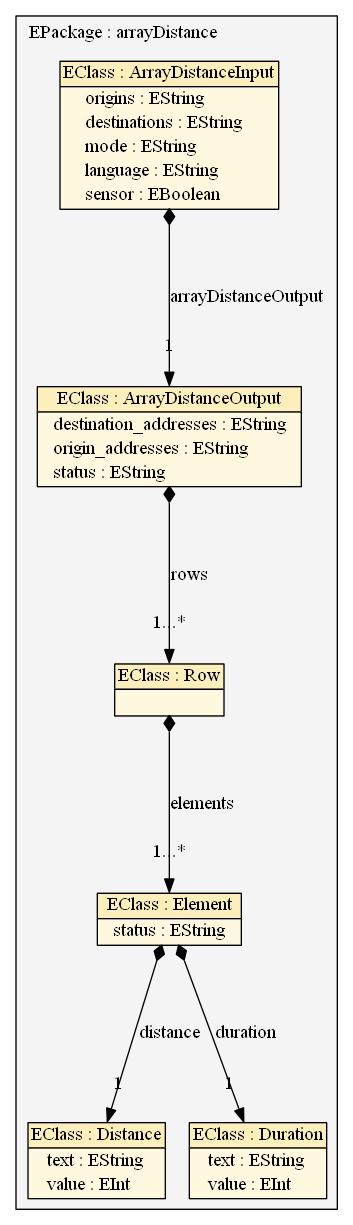 EPackage : arrayDistance
EClass : ArrayDistanceInput
origins : EString
destinations : EString
mode : EString
language : EString
sensor : EBoolean
arrayDistanceOutput
1
EClass : ArrayDistanceOutput
destination_addresses : EString
origin_addresses : EString
status : EString
rows
1...*
EClass : Row
elements
1...*
EClass : Element
status : EString
distance duration
1 1
EClass : Distance EClass : Duration
text : EString text : EString
value : EInt value : EInt